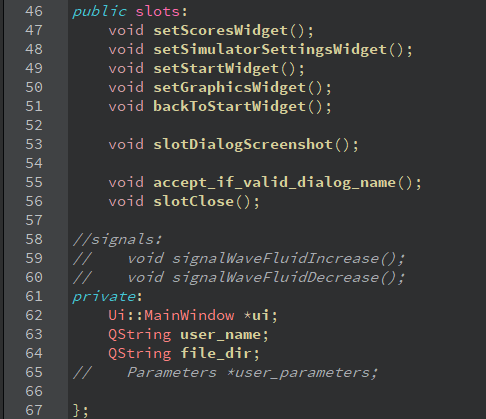 46 public slots:
47     void setScoresWidget();
48     void setSimulatorSettingsWidget();
49     void setStartWidget();
50     void setGraphicsWidget();
51     void backToStartWidget();
52
53     void slotDialogScreenshot();
54
55     void accept_if_valid_dialog_name();
56     void slotClose();
57
58 //signals:
59 //    void signalWaveFluidIncrease();
60 //    void signalWaveFluidDecrease();
61 private:
62     Ui::MainWindow *ui;
63     QString user_name;
64     QString file_dir;
65 //    Parameters *user_parameters;
66
67 };